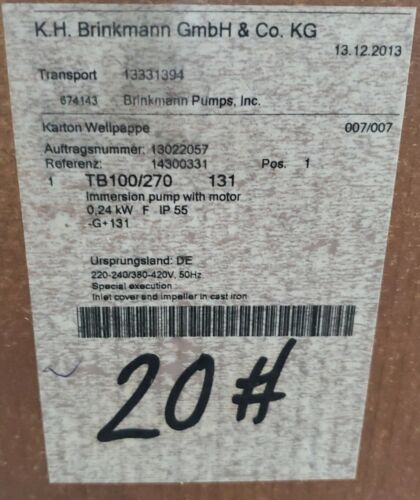 K.H. Brinkmann GmbH & Co. KG
13.12.2013
Transport 13331394
674143 Brinkmann Pumps, Inc.
Karton Wellpappe 007/007
Auftragsnummer: 13022057
Referenz: 14300331 Pos. 1
1 TB100/270 131
Immersion pump with motor
0,24 kW F IP 55
-G+131
Ursprungsland: DE
220-240/380-420V, 50Hz
Special execution
Inlet cover and impeller in cast iron
20#